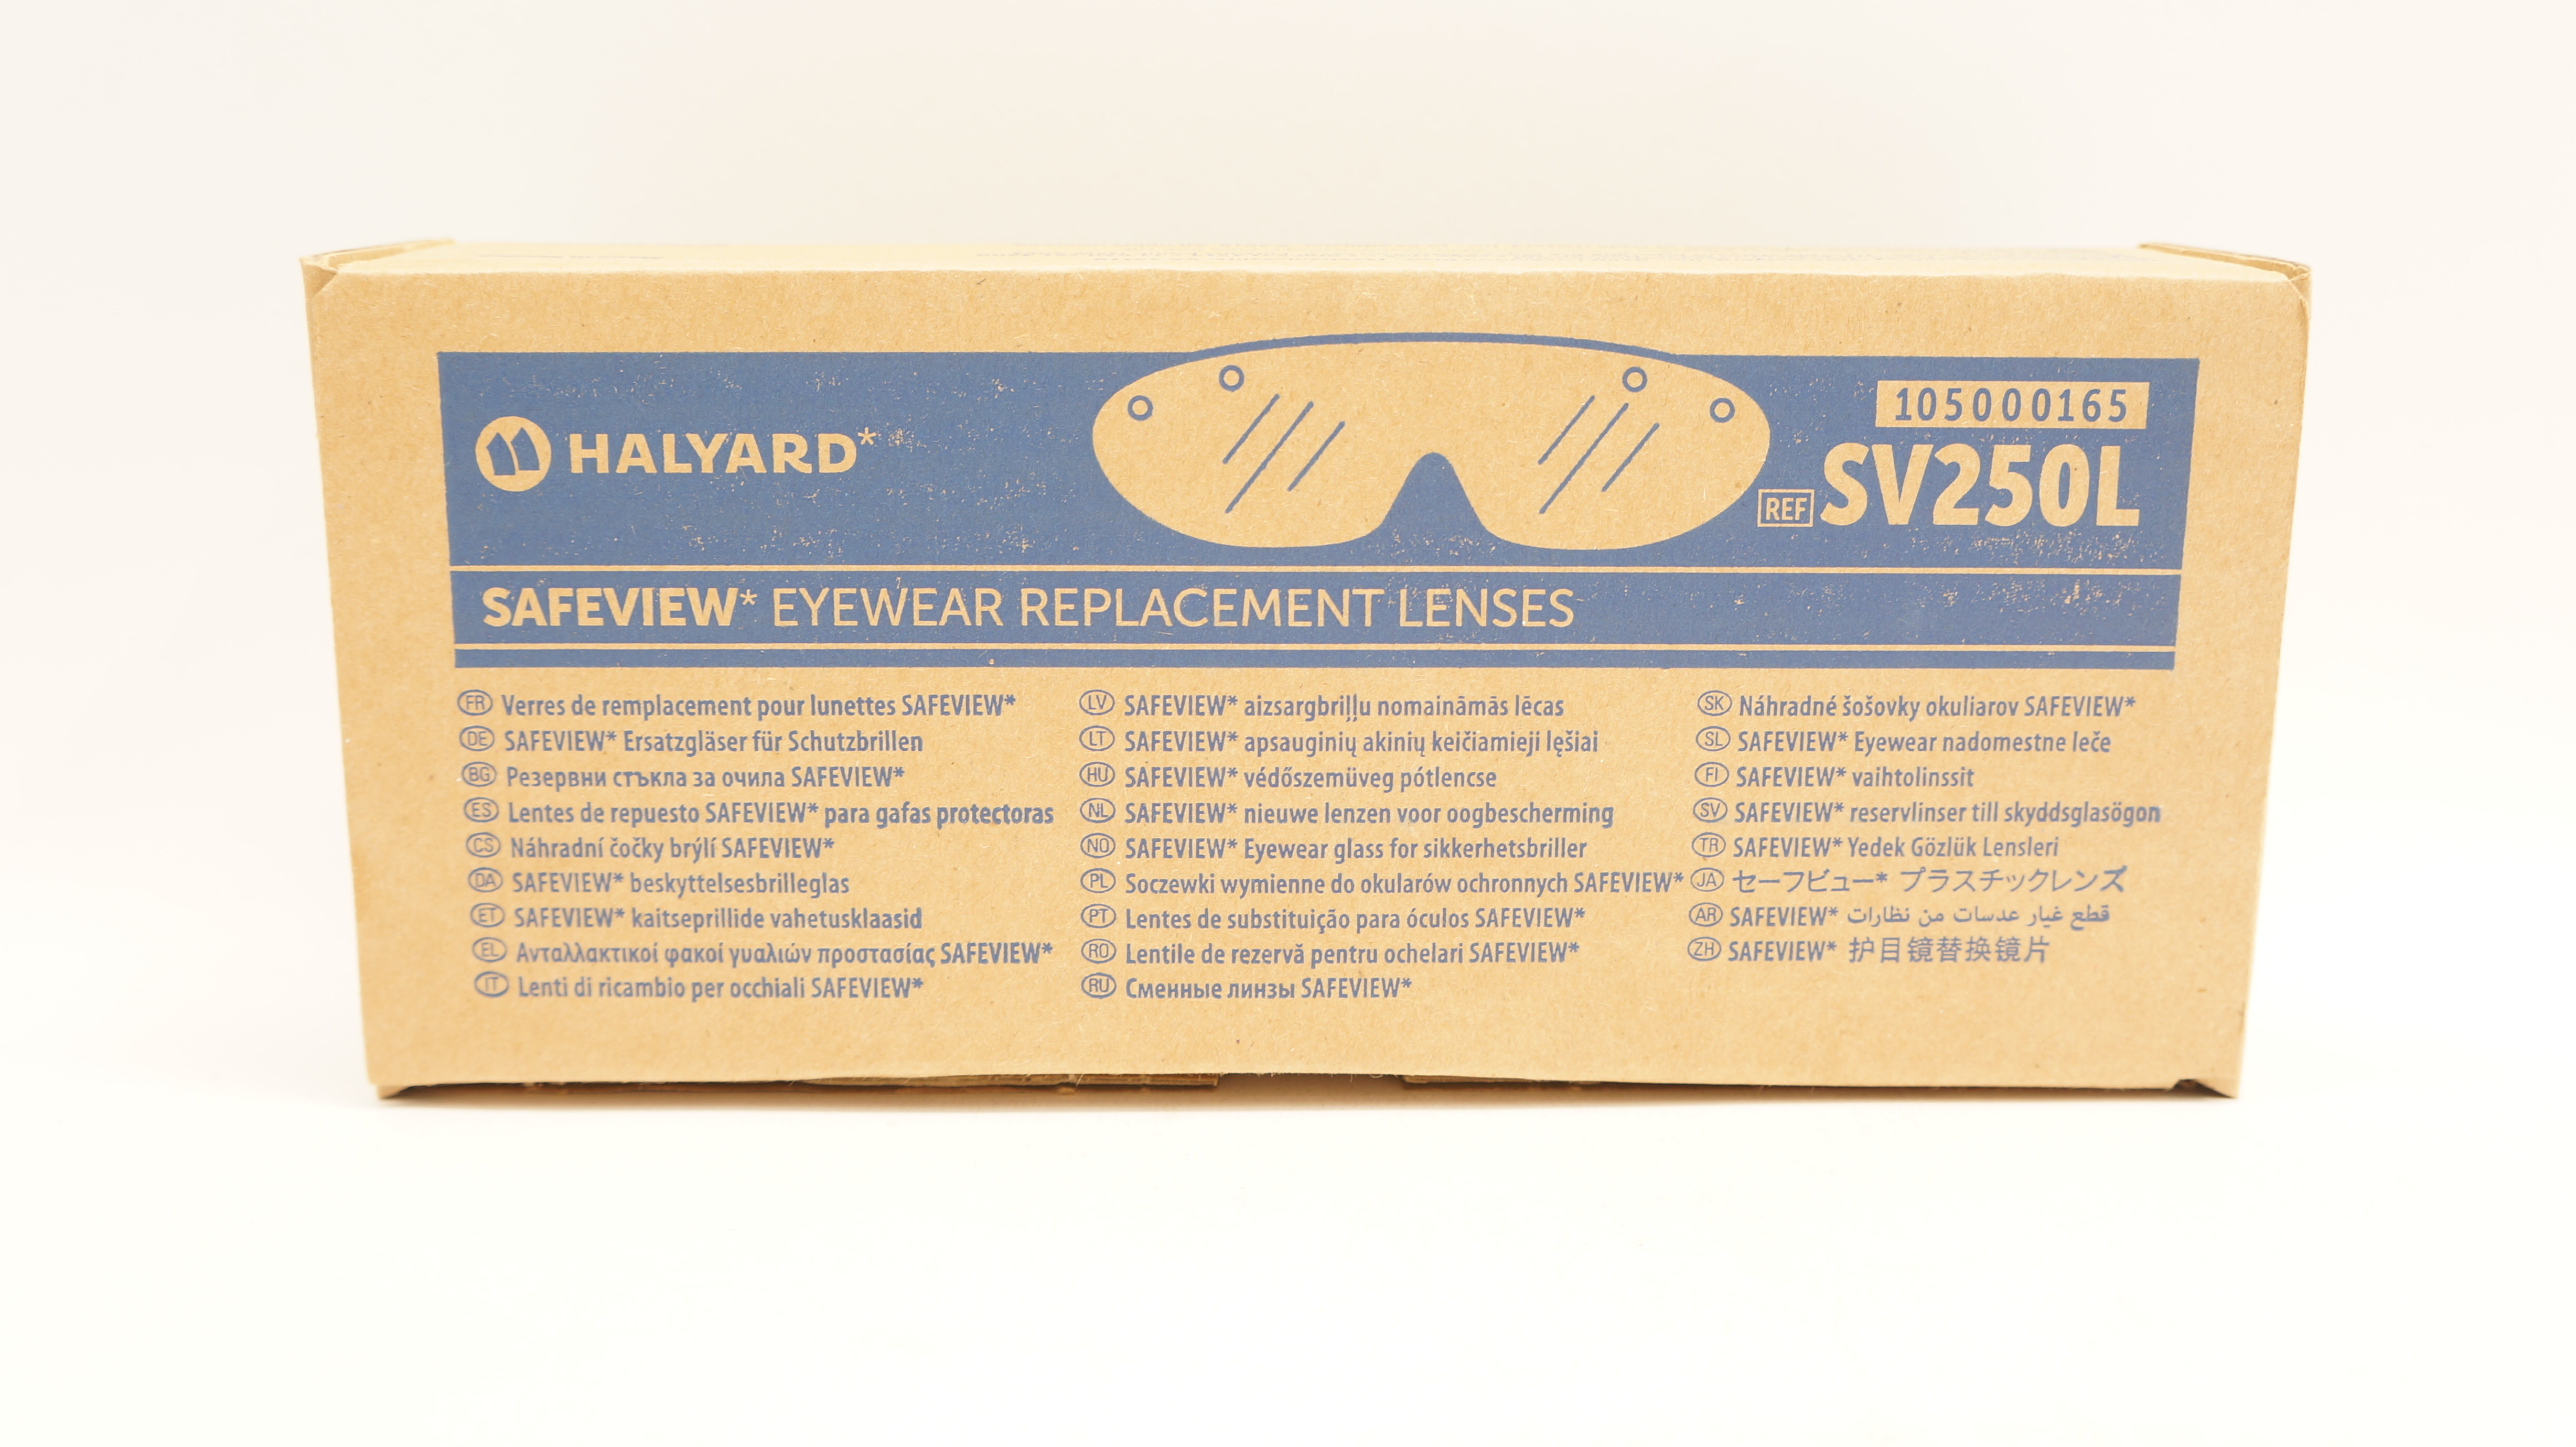 HALYARD*
105000165
REF SV250L
SAFEVIEW* EYEWEAR REPLACEMENT LENSES
FR Verres de remplacement pour lunettes SAFEVIEW*
DE SAFEVIEW* Ersatzgläser für Schutzbrillen
BG Резервни стъкла за очила SAFEVIEW*
ES Lentes de repuesto SAFEVIEW* para gafas protectoras
CS Náhradní čočky brýlí SAFEVIEW*
DA SAFEVIEW* beskyttelsesbrilleglas
ET SAFEVIEW* kaitseprillide vahetusklaasid
EL Ανταλλακτικοί φακοί γυαλιών προστασίας SAFEVIEW*
IT Lenti di ricambio per occhiali SAFEVIEW*
LV SAFEVIEW* aizsargbriļļu nomaināmās lēcas
LT SAFEVIEW* apsauginių akinių keičiamieji lęšiai
HU SAFEVIEW* védőszemüveg pótlencse
NL SAFEVIEW* nieuwe lenzen voor oogbescherming
NO SAFEVIEW* Eyewear glass for sikkerhetsbriller
PL Soczewki wymienne do okularów ochronnych SAFEVIEW*
PT Lentes de substituição para óculos SAFEVIEW*
RO Lentile de rezervă pentru ochelari SAFEVIEW*
RU Сменные линзы SAFEVIEW*
SK Náhradné šošovky okuliarov SAFEVIEW*
SL SAFEVIEW* Eyewear nadomestne leče
FI SAFEVIEW* vaihtolinssit
SV SAFEVIEW* reservlinser till skyddsglasögon
TR SAFEVIEW* Yedek Gözlük Lensleri
JA セーフビュー* プラスチックレンズ
AR SAFEVIEW* قطع غيار عدسات من نظارات
ZH SAFEVIEW* 护目镜替换镜片